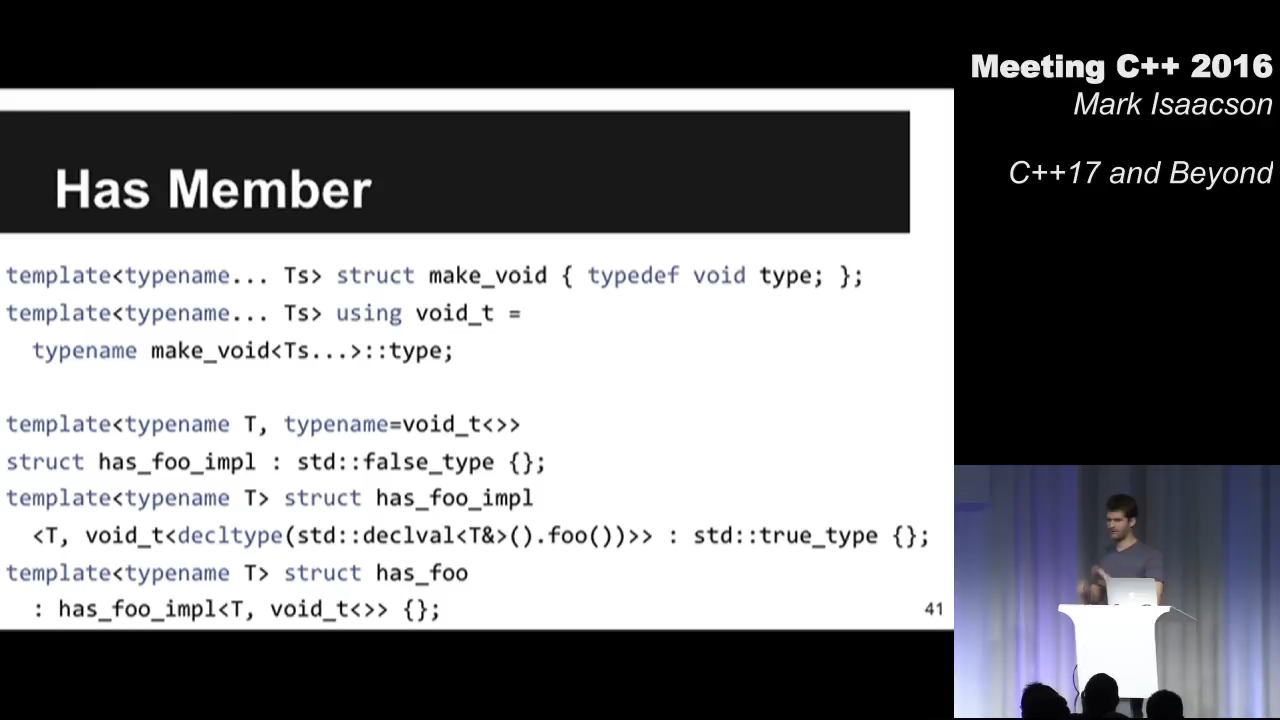 Meeting C++ 2016
Mark Isaacson
C++17 and Beyond
Has Member
template<typename... Ts> struct make_void { typedef void type; };
template<typename... Ts> using void_t =
typename make_void<Ts...>::type;
template<typename T, typename=void_t<>>
struct has_foo_impl : std::false_type {};
template<typename T> struct has_foo_impl
<T, void_t<decltype(std::declval<T&>().foo())>> : std::true_type {};
template<typename T> struct has_foo
: has_foo_impl<T, void_t<>> {};
41